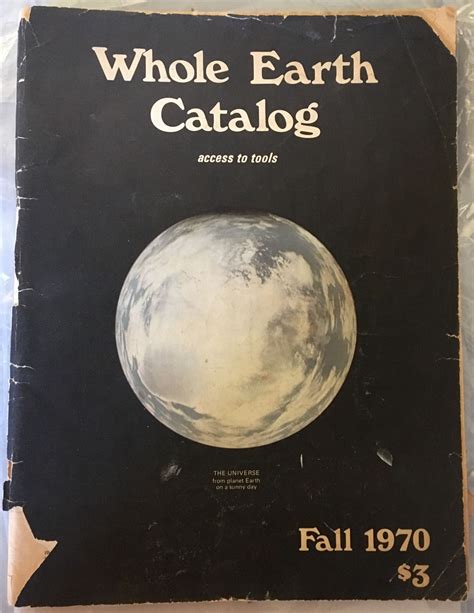 Whole Earth
Catalog
access to tools
THE UNIVERSE
from planet Earth
on a sunny day
Fall 1970
$3